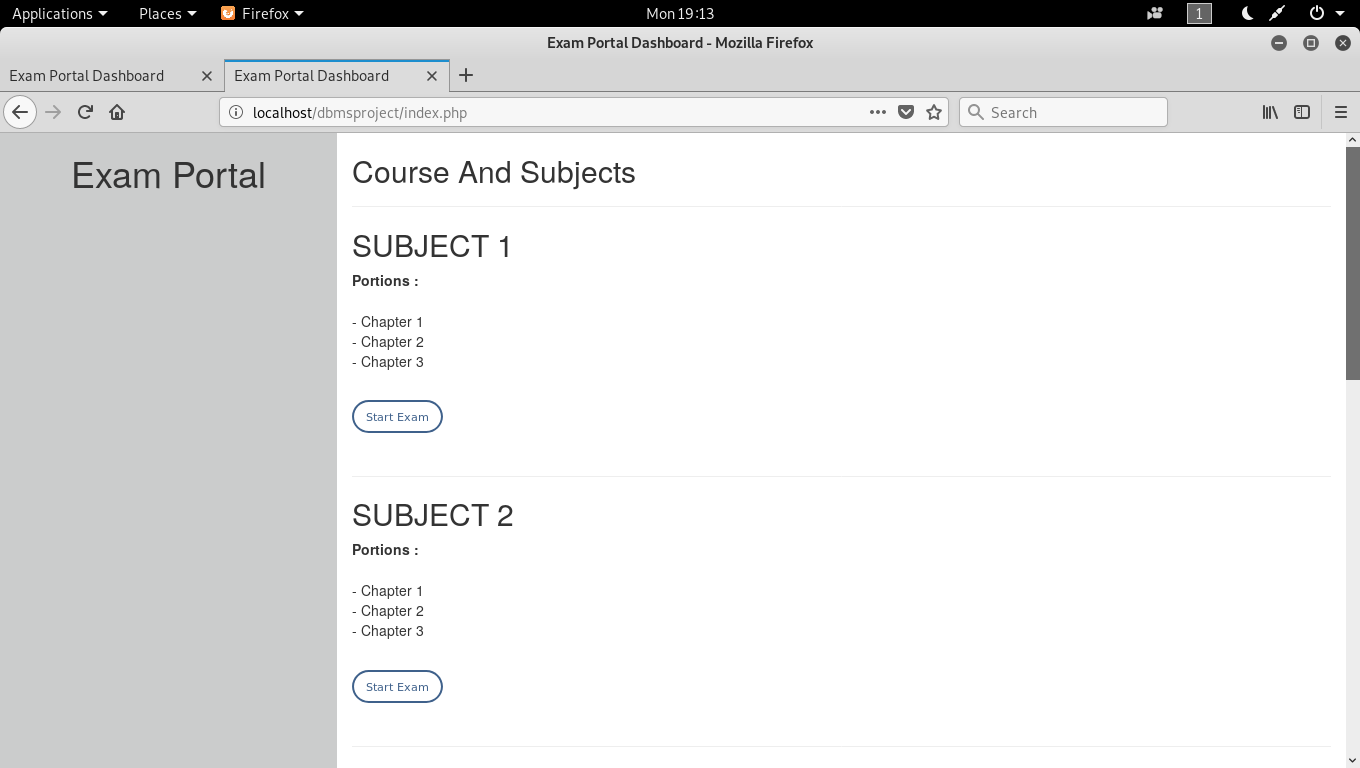 Applications Places Firefox Mon 19:13 1
Exam Portal Dashboard - Mozilla Firefox
Exam Portal Dashboard Exam Portal Dashboard
localhost/dbmsproject/index.php Search
Exam Portal
Course And Subjects
SUBJECT 1
Portions :
- Chapter 1
- Chapter 2
- Chapter 3
Start Exam
SUBJECT 2
Portions :
- Chapter 1
- Chapter 2
- Chapter 3
Start Exam